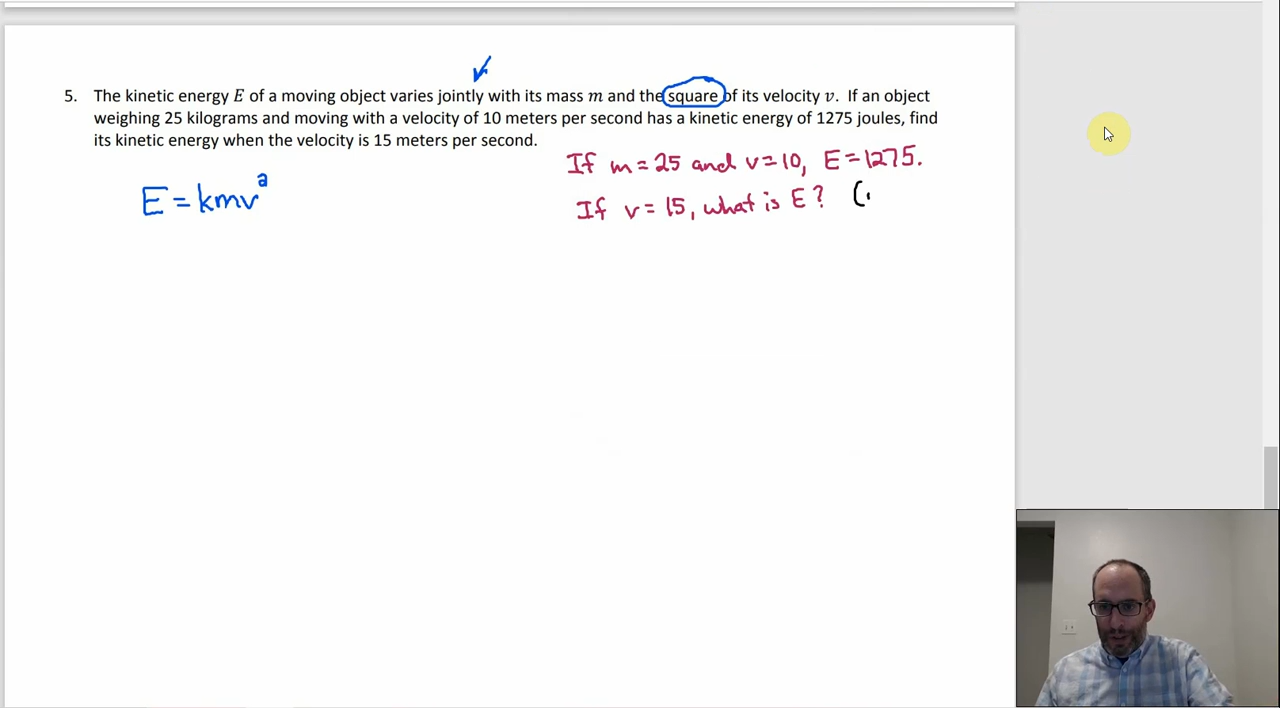 5. The kinetic energy E of a moving object varies jointly with its mass m and the square of its velocity v. If an object
weighing 25 kilograms and moving with a velocity of 10 meters per second has a kinetic energy of 1275 joules, find
its kinetic energy when the velocity is 15 meters per second.
If m = 25 and v = 10, E = 1275.
E = kmv²
If v = 15, what is E? (